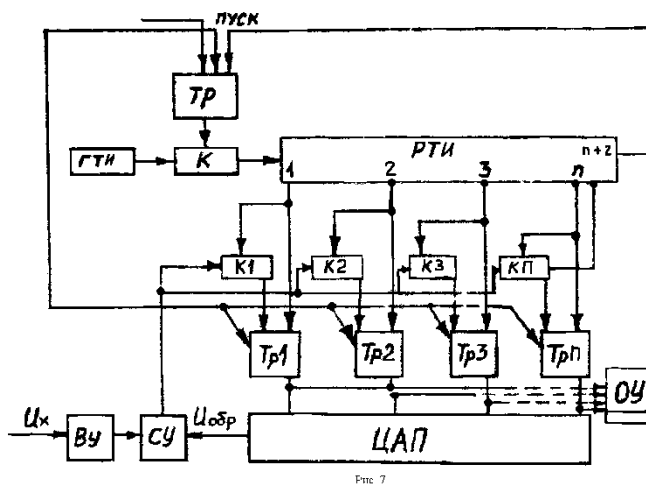 пуск
Тр
РТИ
n+2
ГТИ
К
1
2
3
n
К1
К2
К3
Кп
Тр1
Тр2
Тр3
Трп
ОУ
Uх
ВУ
СУ
Uобр
ЦАП
Рис 7